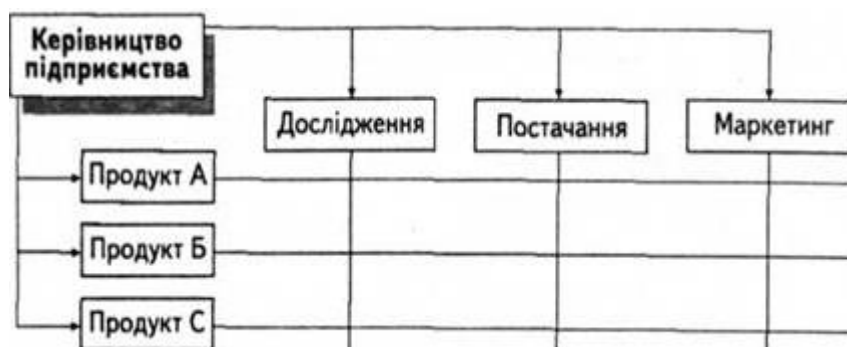 Керівництво
підприємства
Дослідження
Постачання
Маркетинг
Продукт А
Продукт Б
Продукт С